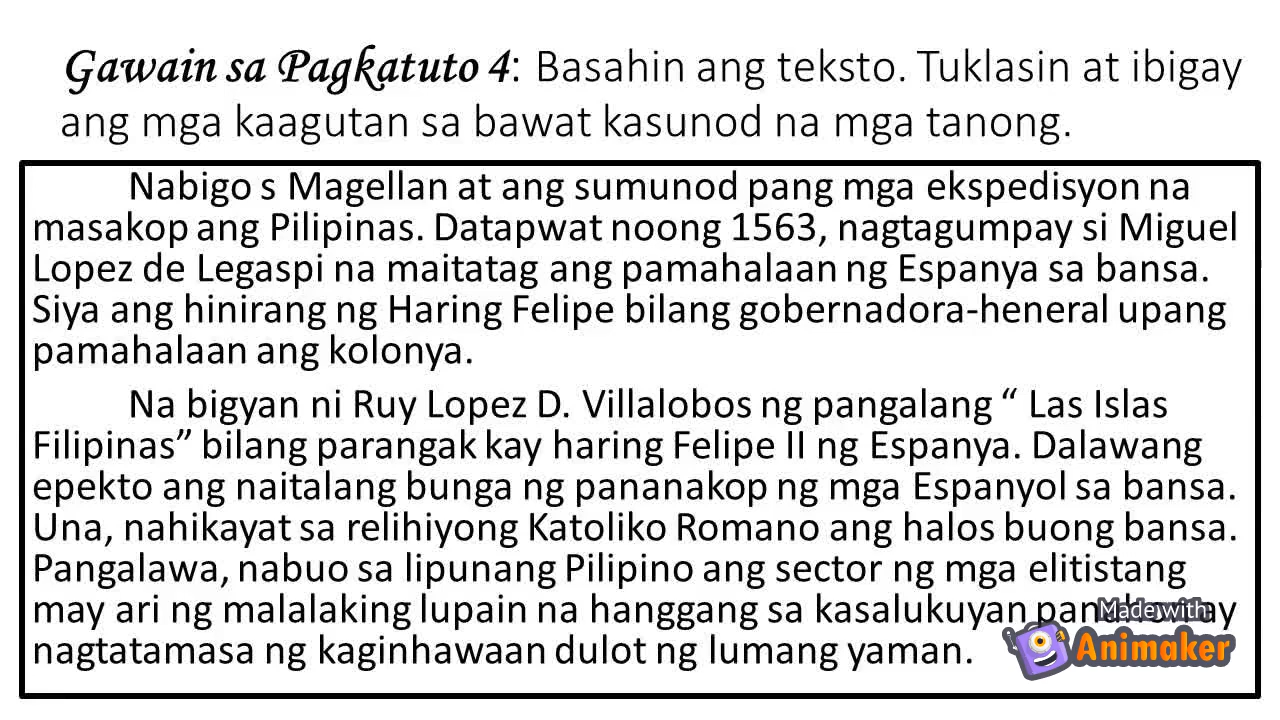 Gawain sa Pagkatuto 4: Basahin ang teksto. Tuklasin at ibigay
ang mga kaagutan sa bawat kasunod na mga tanong.
Nabigo s Magellan at ang sumunod pang mga ekspedisyon na
masakop ang Pilipinas. Datapwat noong 1563, nagtagumpay si Miguel
Lopez de Legaspi na maitatag ang pamahalaan ng Espanya sa bansa.
Siya ang hinirang ng Haring Felipe bilang gobernadora-heneral upang
pamahalaan ang kolonya.
Na bigyan ni Ruy Lopez D. Villalobos ng pangalang “ Las Islas
Filipinas” bilang parangak kay haring Felipe II ng Espanya. Dalawang
epekto ang naitalang bunga ng pananakop ng mga Espanyol sa bansa.
Una, nahikayat sa relihiyong Katoliko Romano ang halos buong bansa.
Pangalawa, nabuo sa lipunang Pilipino ang sector ng mga elitistang
may ari ng malalaking lupain na hanggang sa kasalukuyan
nagtatamasa ng kaginhawaan dulot ng lumang yaman.
Made with
Animaker